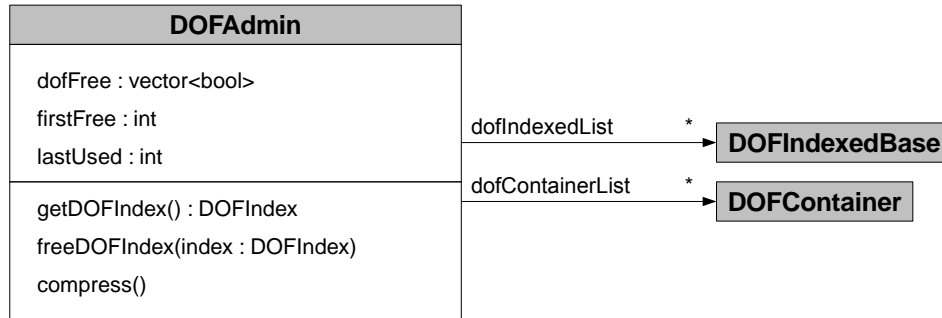 DOFAdmin
dofFree : vector<bool>
firstFree : int
lastUsed : int
getDOFIndex() : DOFIndex
freeDOFIndex(index : DOFIndex)
compress()
dofIndexedList *
DOFIndexedBase
dofContainerList *
DOFContainer